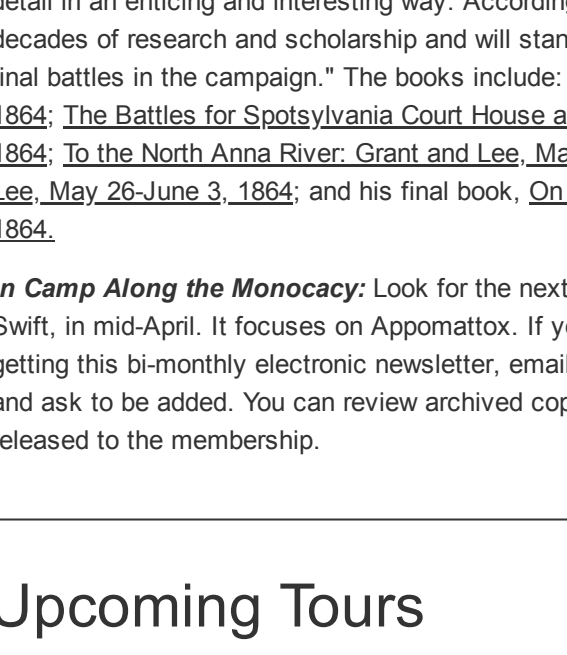 detail in an enticing and interesting way. According
decades of research and scholarship and will stan
final battles in the campaign." The books include:
1864; The Battles for Spotsylvania Court House a
1864; To the North Anna River: Grant and Lee, Ma
Lee, May 26-June 3, 1864; and his final book, On
1864.
In Camp Along the Monocacy: Look for the next
Swift, in mid-April. It focuses on Appomattox. If yo
getting this bi-monthly electronic newsletter, email
and ask to be added. You can review archived cop
released to the membership.
Upcoming Tours